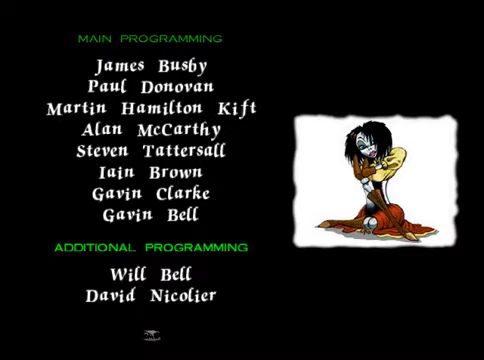 MAIN PROGRAMMING
James Busby
Paul Donovan
Martin Hamilton Kift
Alan McCarthy
Steven Tattersall
Iain Brown
Gavin Clarke
Gavin Bell
ADDITIONAL PROGRAMMING
Will Bell
David Nicolier